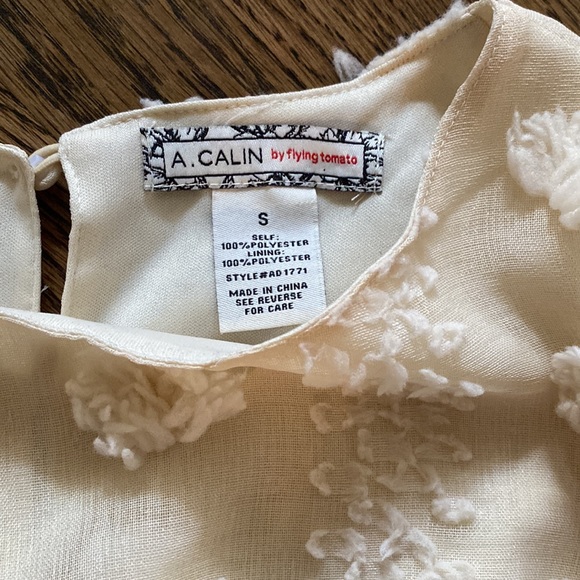 A.CALIN by flying tomato
S
SELF:
100%POLYESTER
LINING:
100%POLYESTER
STYLE#AD1771
MADE IN CHINA
SEE REVERSE
FOR CARE